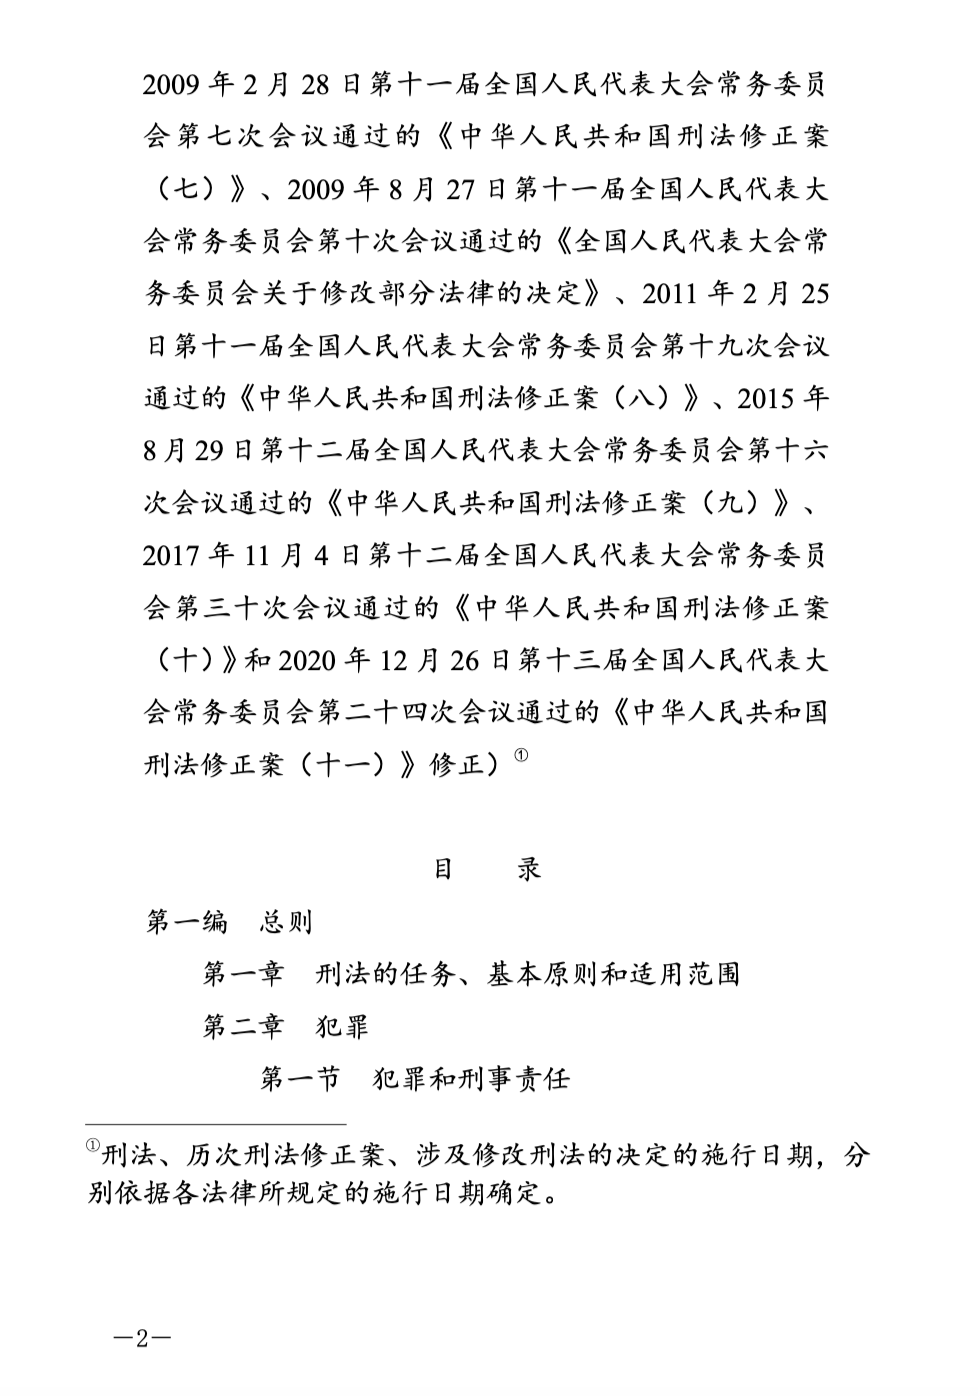 2009 年 2 月 28 日第十一届全国人民代表大会常务委员
会第七次会议通过的《中华人民共和国刑法修正案
（七）》、2009 年 8 月 27 日第十一届全国人民代表大
会常务委员会第十次会议通过的《全国人民代表大会常
务委员会关于修改部分法律的决定》、2011 年 2 月 25
日第十一届全国人民代表大会常务委员会第十九次会议
通过的《中华人民共和国刑法修正案（八）》、2015 年
8 月 29 日第十二届全国人民代表大会常务委员会第十六
次会议通过的《中华人民共和国刑法修正案（九）》、
2017 年 11 月 4 日第十二届全国人民代表大会常务委员
会第三十次会议通过的《中华人民共和国刑法修正案
（十）》和 2020 年 12 月 26 日第十三届全国人民代表大
会常务委员会第二十四次会议通过的《中华人民共和国
刑法修正案（十一）》修正）①
目　　录
第一编　总则
第一章　刑法的任务、基本原则和适用范围
第二章　犯罪
第一节　犯罪和刑事责任
①刑法、历次刑法修正案、涉及修改刑法的决定的施行日期，分
别依据各法律所规定的施行日期确定。
—2—